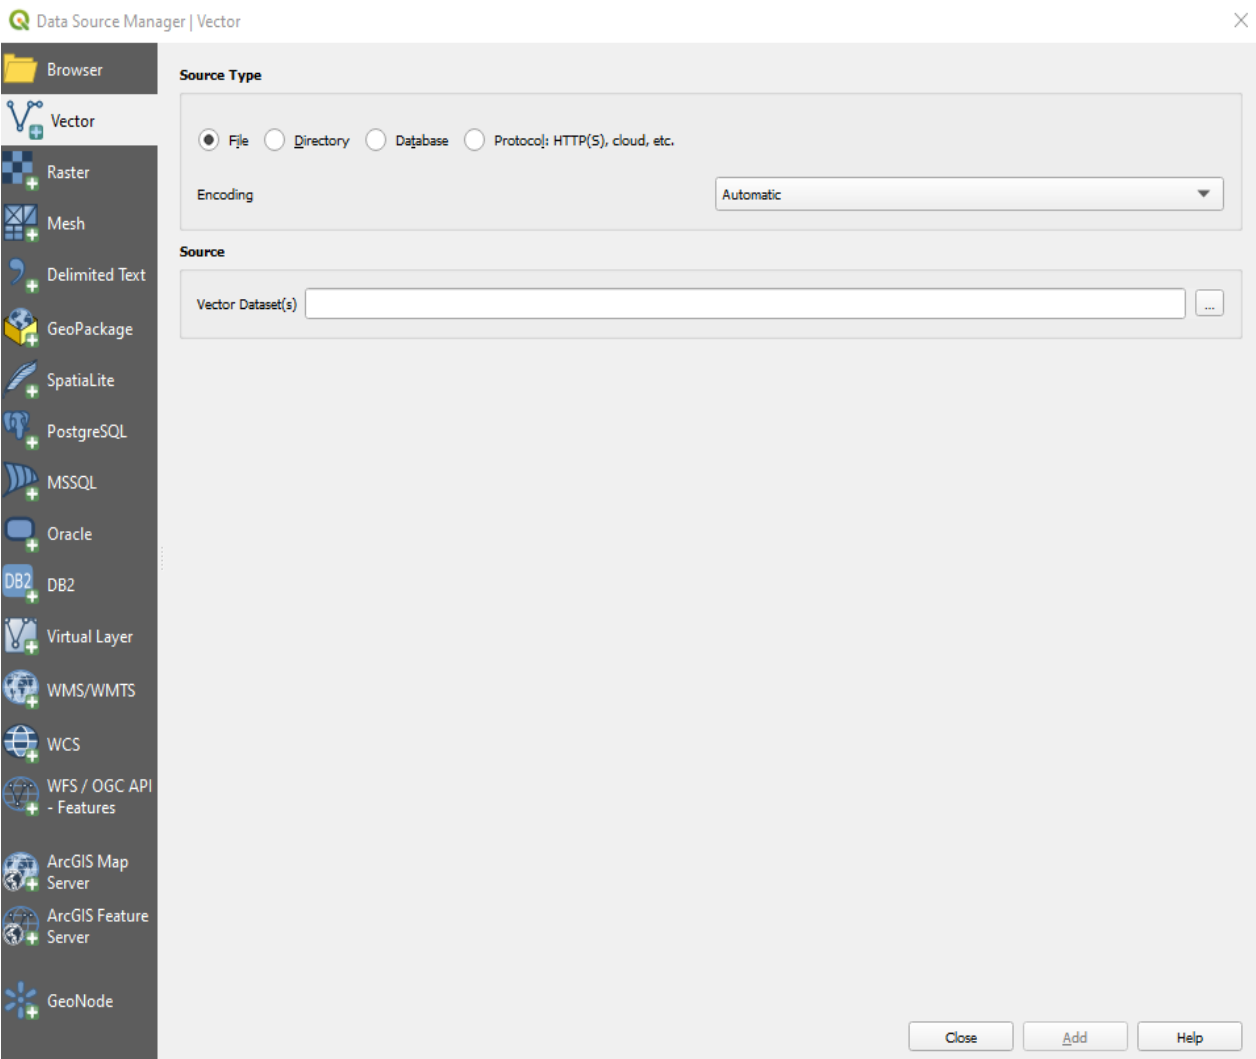 Data Source Manager | Vector
Browser
Vector
Raster
Mesh
Delimited Text
GeoPackage
SpatiaLite
PostgreSQL
MSSQL
Oracle
DB2
DB2
Virtual Layer
WMS/WMTS
WCS
WFS / OGC API
- Features
ArcGIS Map
Server
ArcGIS Feature
Server
GeoNode
Source Type
File Directory Database Protocol: HTTP(S), cloud, etc.
Encoding Automatic
Source
Vector Dataset(s) ...
Close Add Help